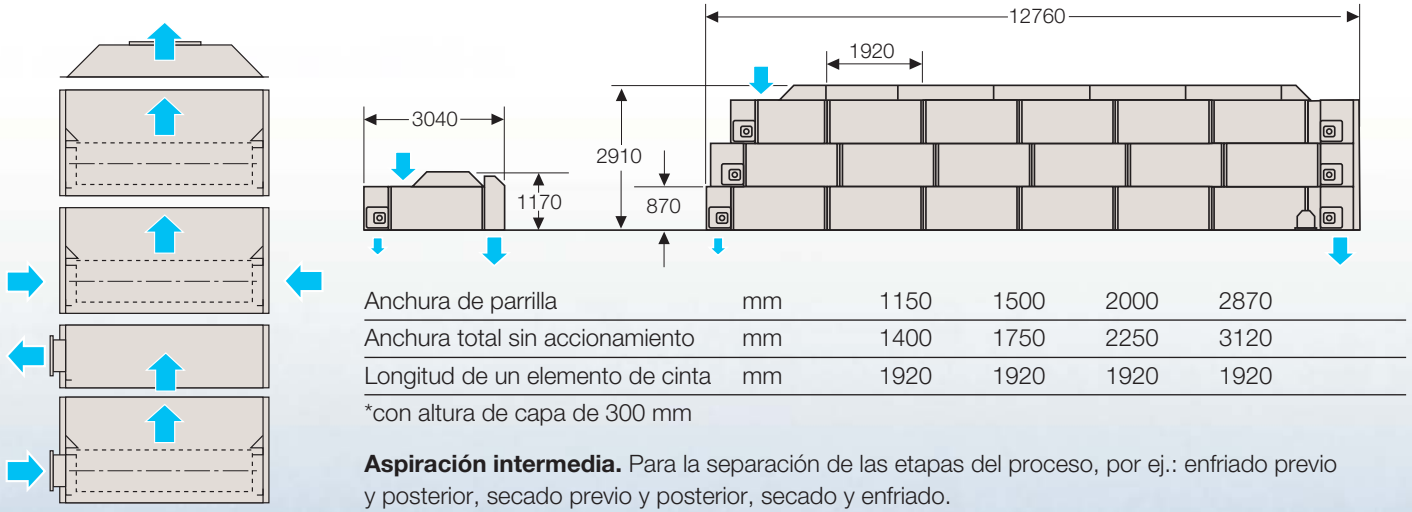 12760
1920
3040
2910
1170
870
Anchura de parrilla mm 1150 1500 2000 2870
Anchura total sin accionamiento mm 1400 1750 2250 3120
Longitud de un elemento de cinta mm 1920 1920 1920 1920
*con altura de capa de 300 mm
Aspiración intermedia. Para la separación de las etapas del proceso, por ej.: enfriado previo
y posterior, secado previo y posterior, secado y enfriado.